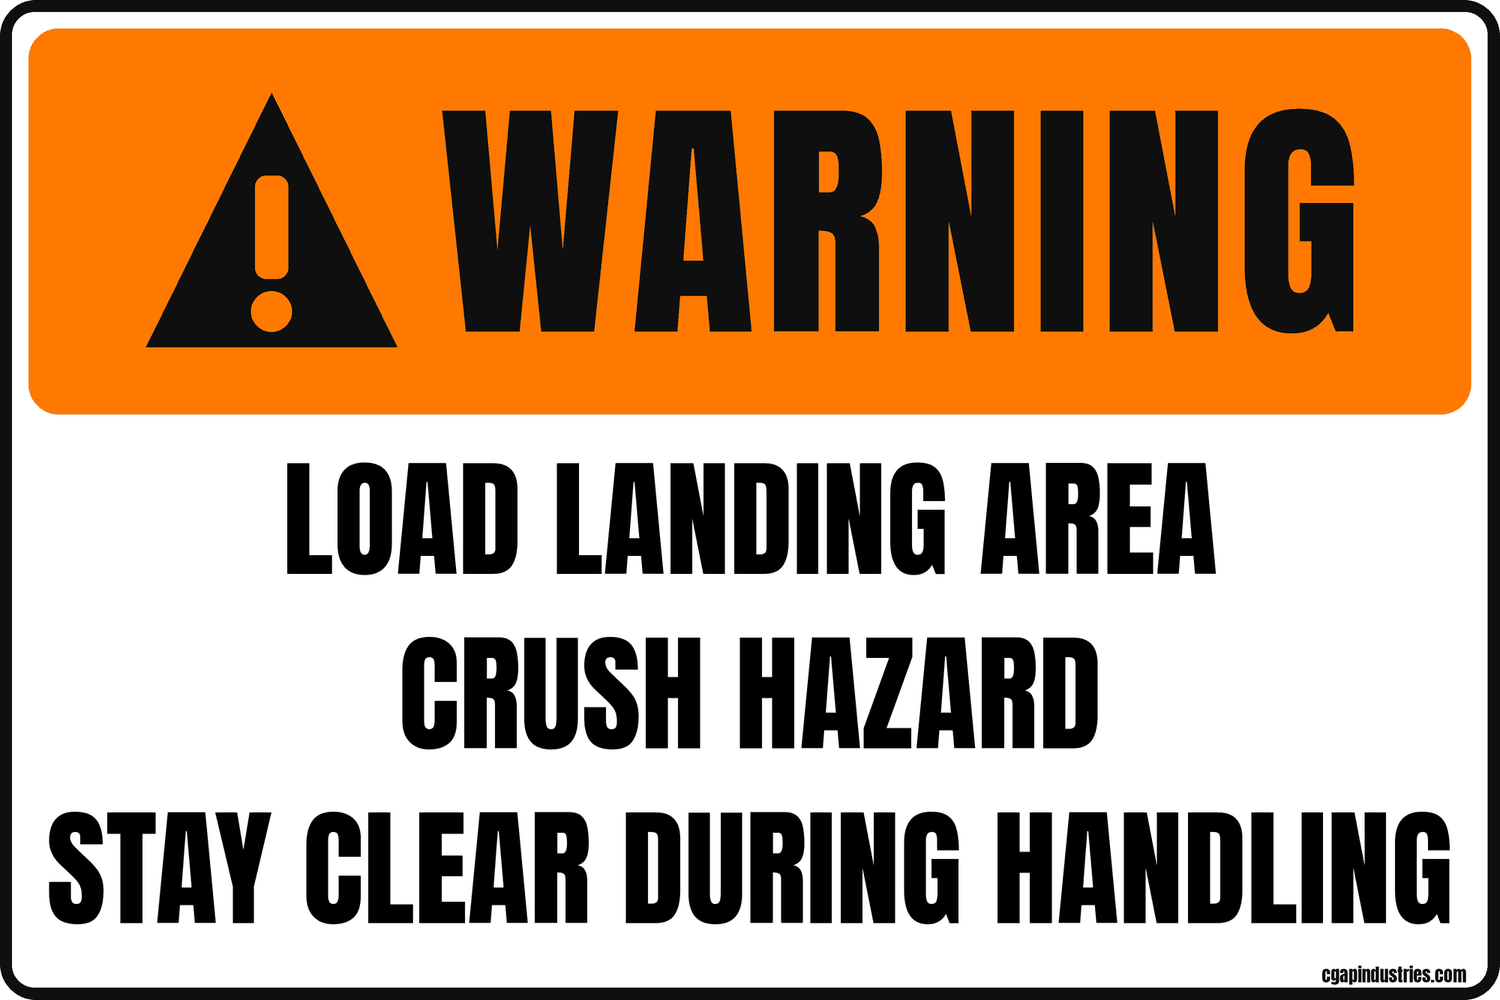 WARNING
LOAD LANDING AREA
CRUSH HAZARD
STAY CLEAR DURING HANDLING
cgapindustries.com